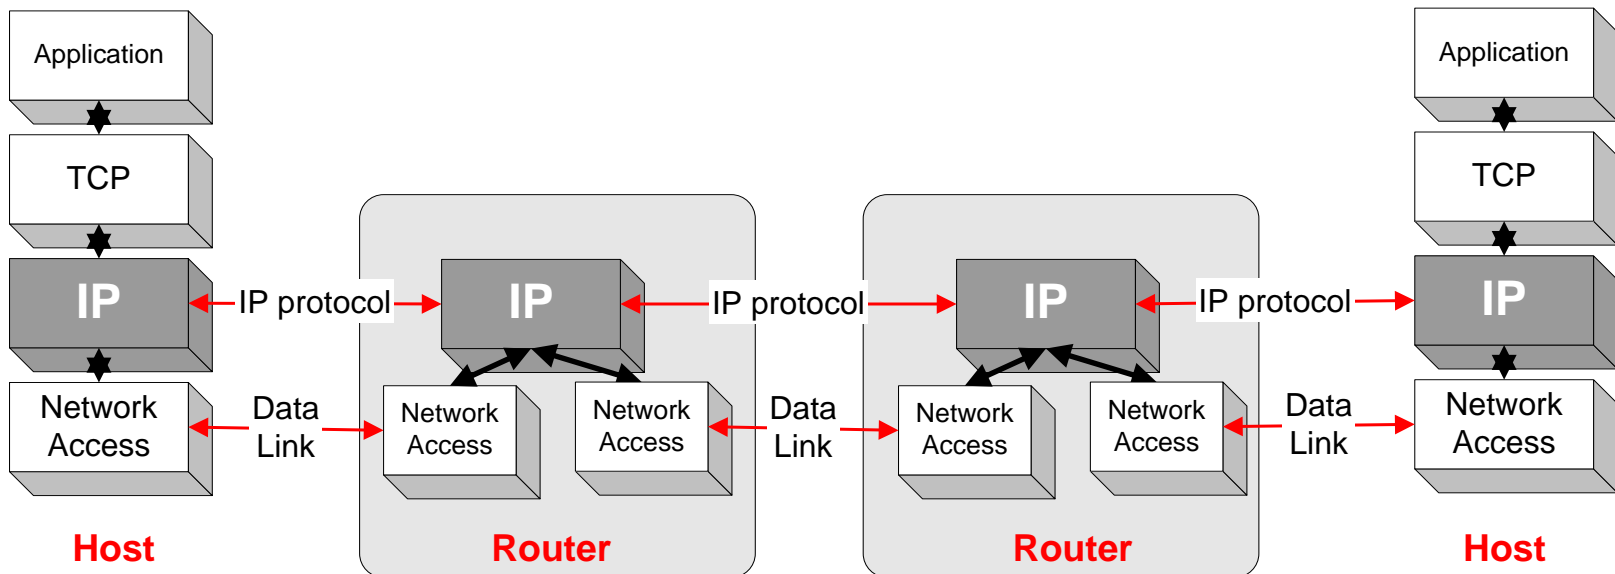 Application
TCP
IP
Network
Access
Host
IP protocol
Data
Link
IP
Network
Access
Network
Access
Router
IP protocol
Data
Link
IP
Network
Access
Network
Access
Router
IP protocol
Data
Link
Application
TCP
IP
Network
Access
Host